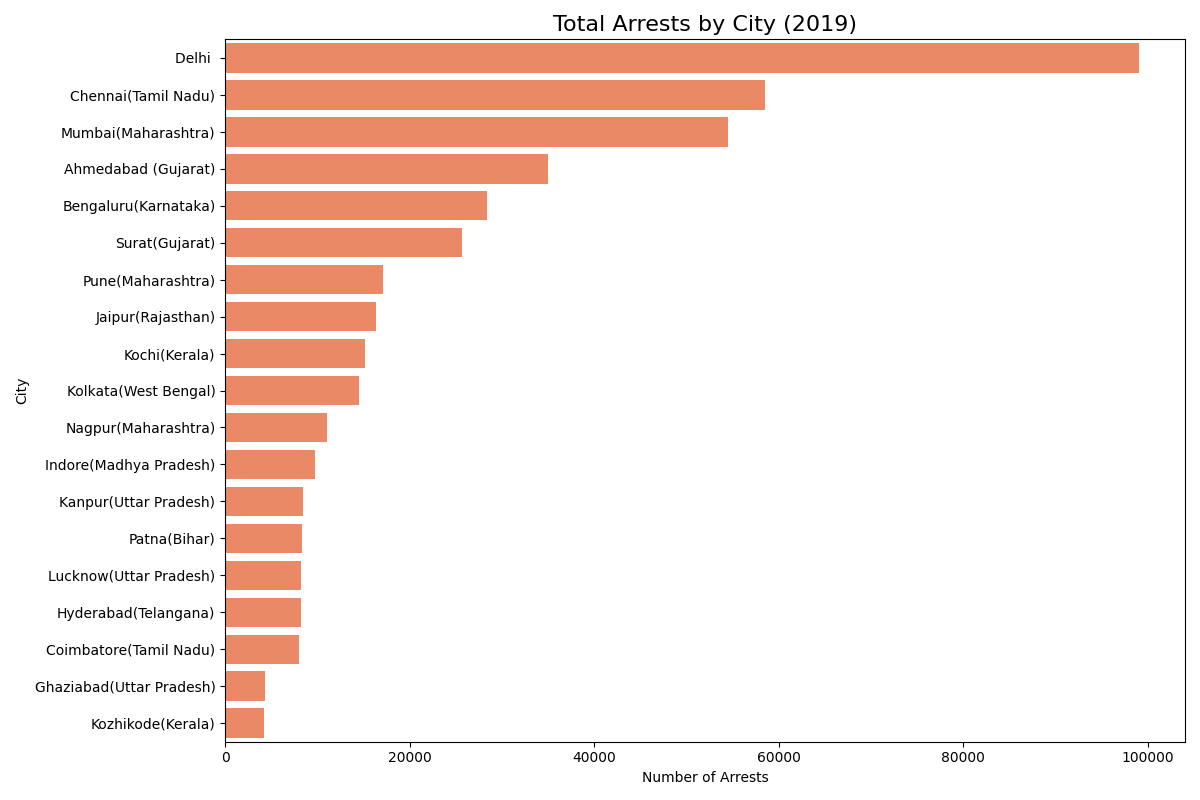 Total Arrests by City (2019)
Delhi
Chennai(Tamil Nadu)
Mumbai(Maharashtra)
Ahmedabad (Gujarat)
Bengaluru(Karnataka)
Surat(Gujarat)
Pune(Maharashtra)
Jaipur(Rajasthan)
Kochi(Kerala)
Kolkata(West Bengal)
Nagpur(Maharashtra)
Indore(Madhya Pradesh)
Kanpur(Uttar Pradesh)
Patna(Bihar)
Lucknow(Uttar Pradesh)
Hyderabad(Telangana)
Coimbatore(Tamil Nadu)
Ghaziabad(Uttar Pradesh)
Kozhikode(Kerala)
City
0 20000 40000 60000 80000 100000
Number of Arrests